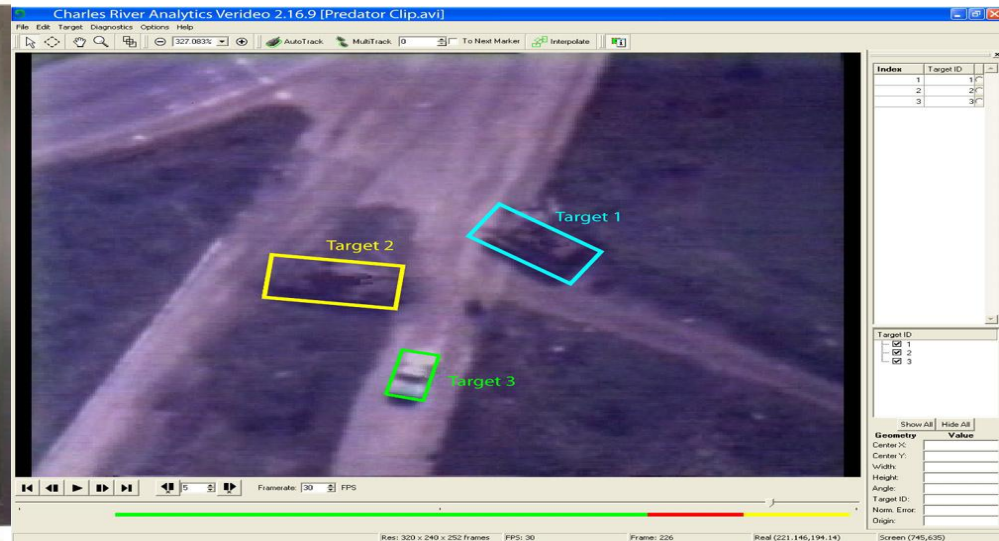 Charles River Analytics Verideo 2.16.9 [Predator Clip.avi]
File Edit Target Diagnostics Options Help
327.083% AutoTrack MultiTrack 0 To Next Marker Interpolate
Index Target ID
1 1
2 2
3 3
Target 1
Target 2
Target 3
Target ID
1
2
3
Show All Hide All
Geometry Value
Center X:
Center Y:
Width:
Height:
Angle:
Target ID:
Norm. Error:
Origin:
5 Framerate: 30 FPS
Res: 320 x 240 x 252 frames FPS: 30 Frame: 226 Real (221.146,194.14) Screen (745,635)